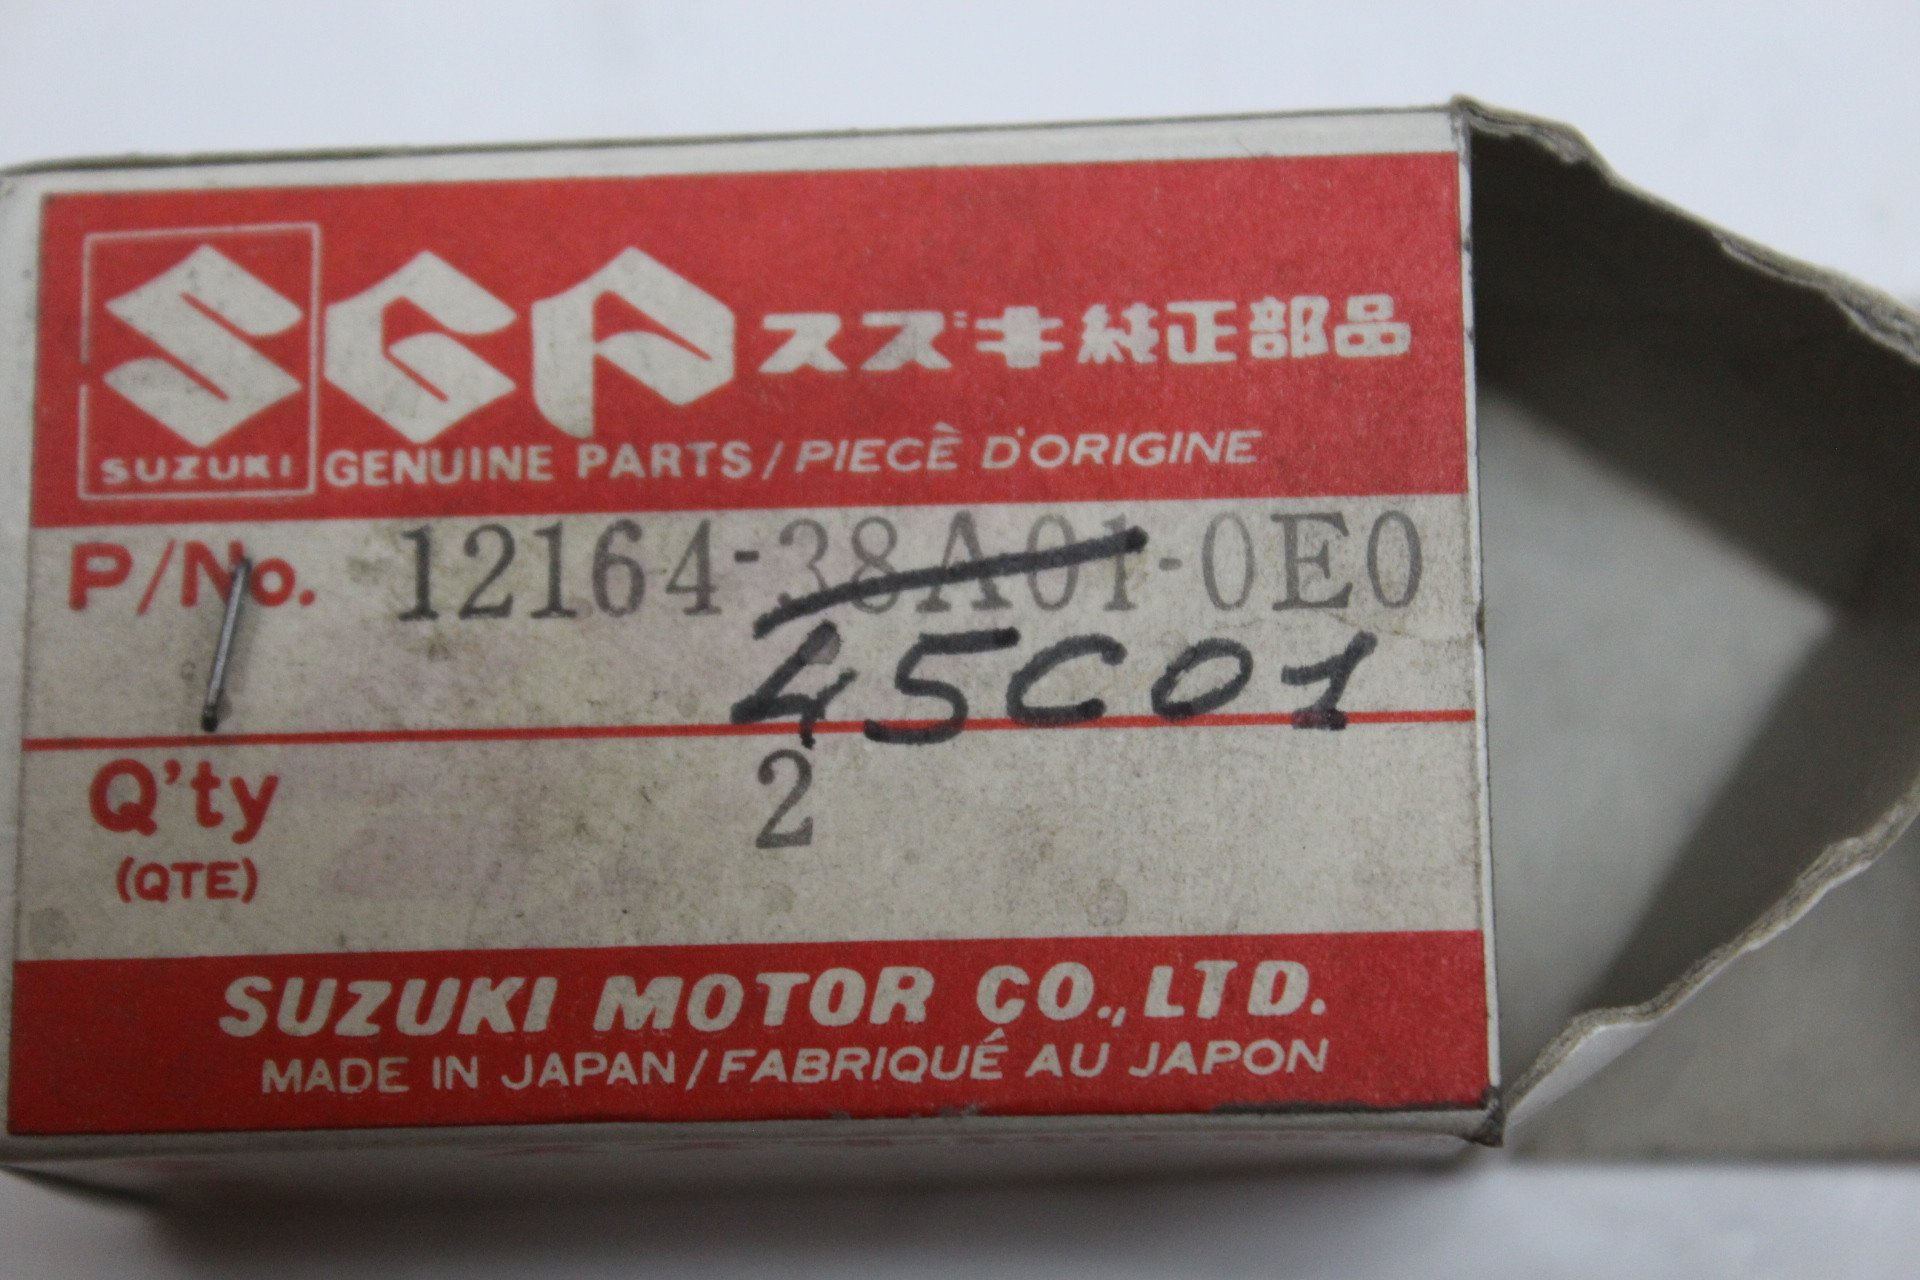 SGP スズキ純正部品
SUZUKI GENUINE PARTS / PIECÈ D'ORIGINE
P/No. 12164-38A01-0E0
45C01
Q'ty 2
(QTE)
SUZUKI MOTOR CO., LTD.
MADE IN JAPAN / FABRIQUÉ AU JAPON